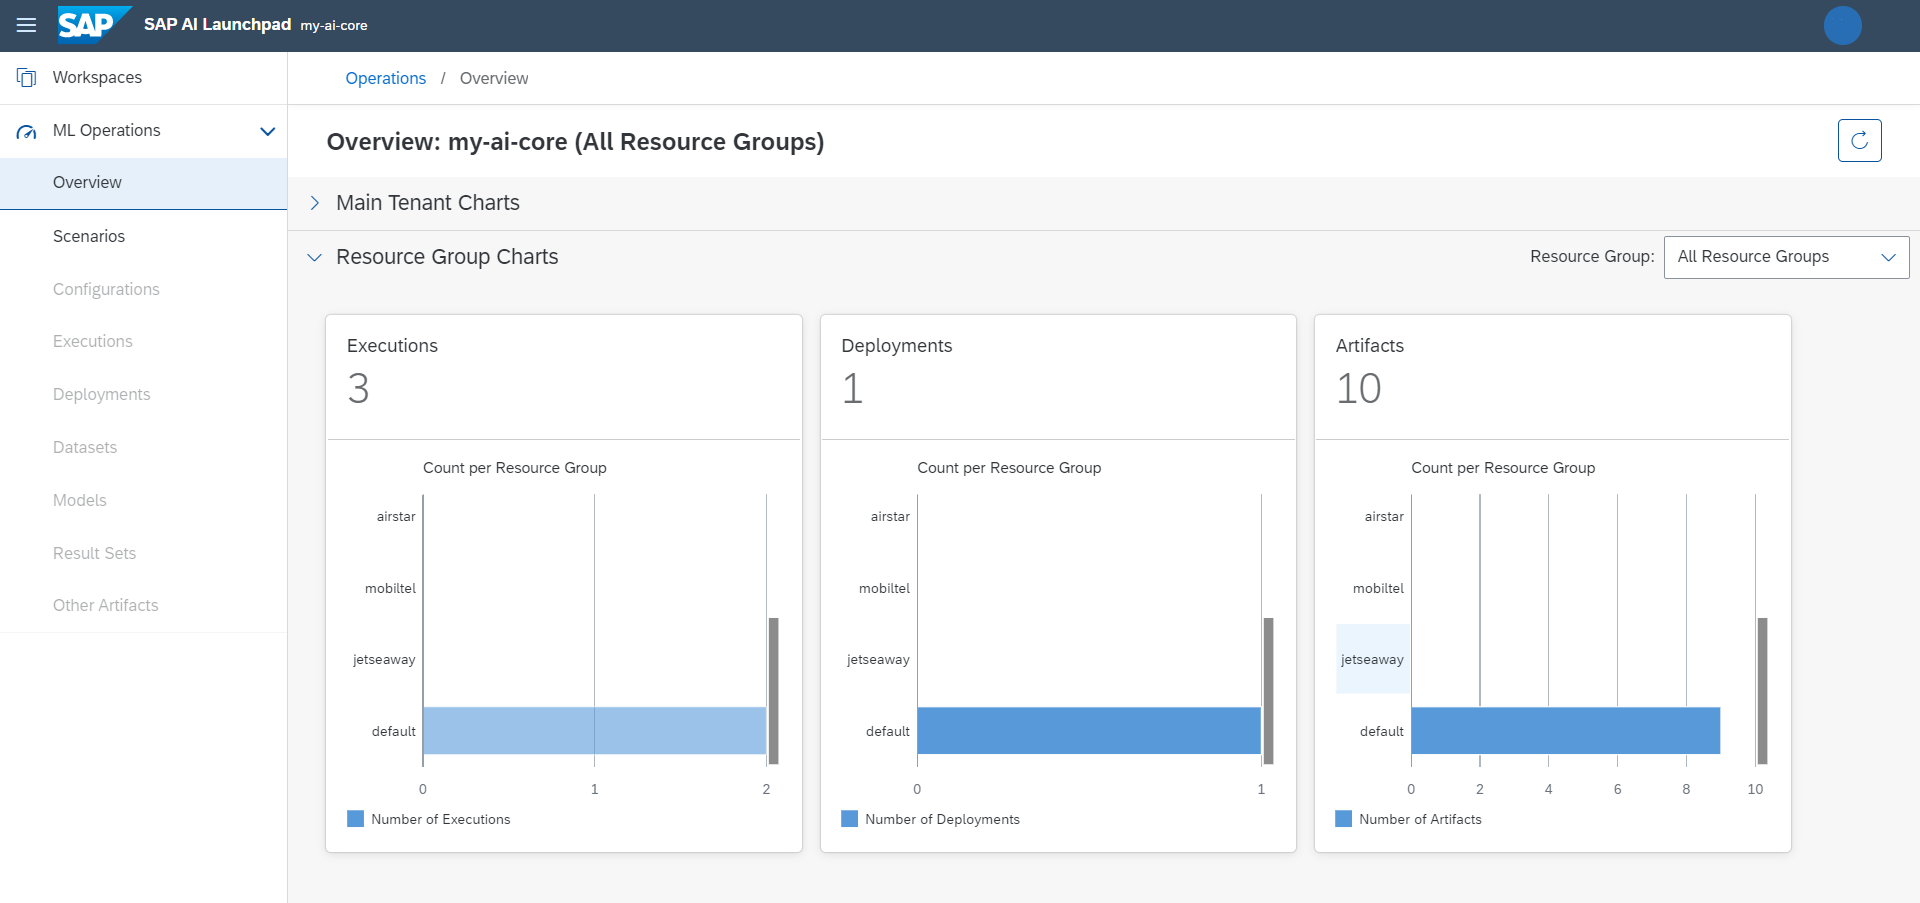 SAP SAP AI Launchpad my-ai-core
Workspaces
ML Operations
Overview
Scenarios
Configurations
Executions
Deployments
Datasets
Models
Result Sets
Other Artifacts
Operations / Overview
Overview: my-ai-core (All Resource Groups)
Main Tenant Charts
Resource Group Charts
Resource Group: All Resource Groups
Executions
3
Count per Resource Group
airstar
mobiltel
jetseaway
default
0 1 2
Number of Executions
Deployments
1
Count per Resource Group
airstar
mobiltel
jetseaway
default
0 1
Number of Deployments
Artifacts
10
Count per Resource Group
airstar
mobiltel
jetseaway
default
0 2 4 6 8 10
Number of Artifacts